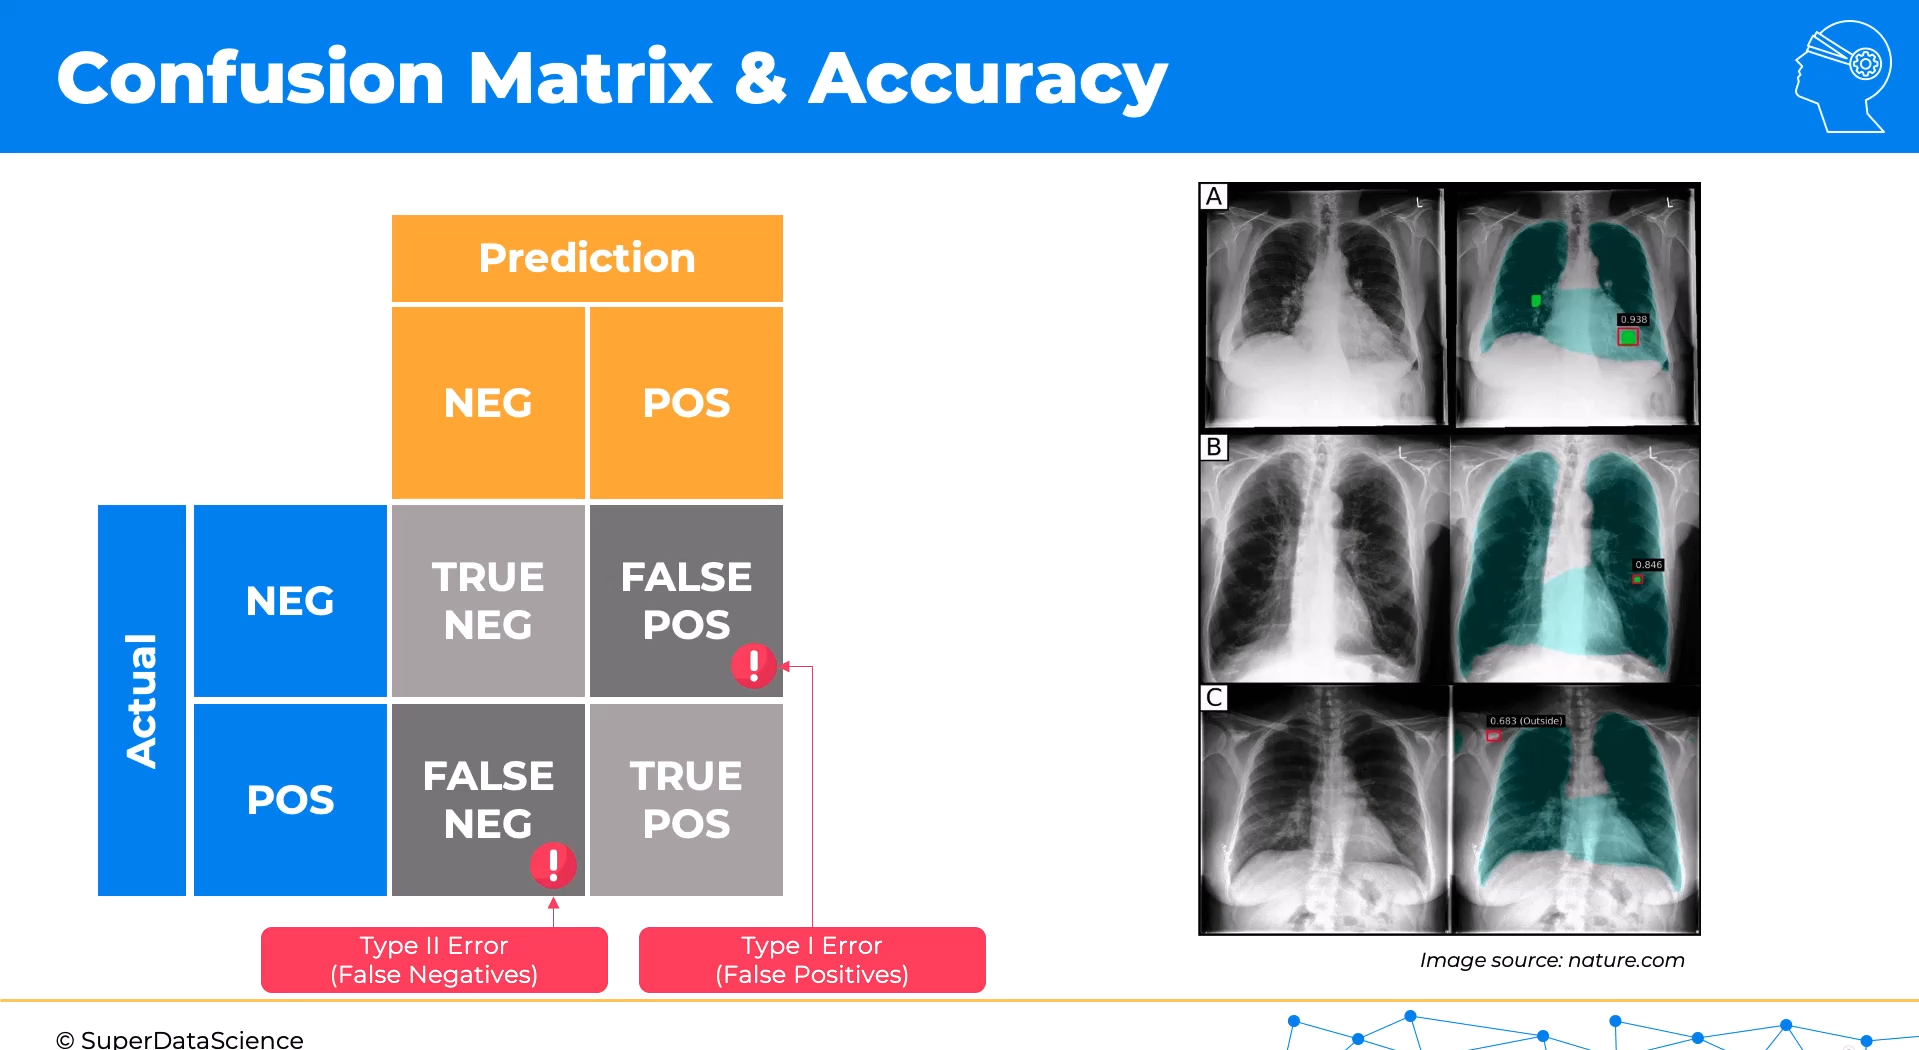 Confusion Matrix & Accuracy
Prediction
NEG
POS
Actual
NEG
TRUE
NEG
FALSE
POS
POS
FALSE
NEG
TRUE
POS
Type II Error
(False Negatives)
Type I Error
(False Positives)
A
L
L
0.938
B
L
L
0.846
C
0.683 (Outside)
Image source: nature.com
© SuperDataScience